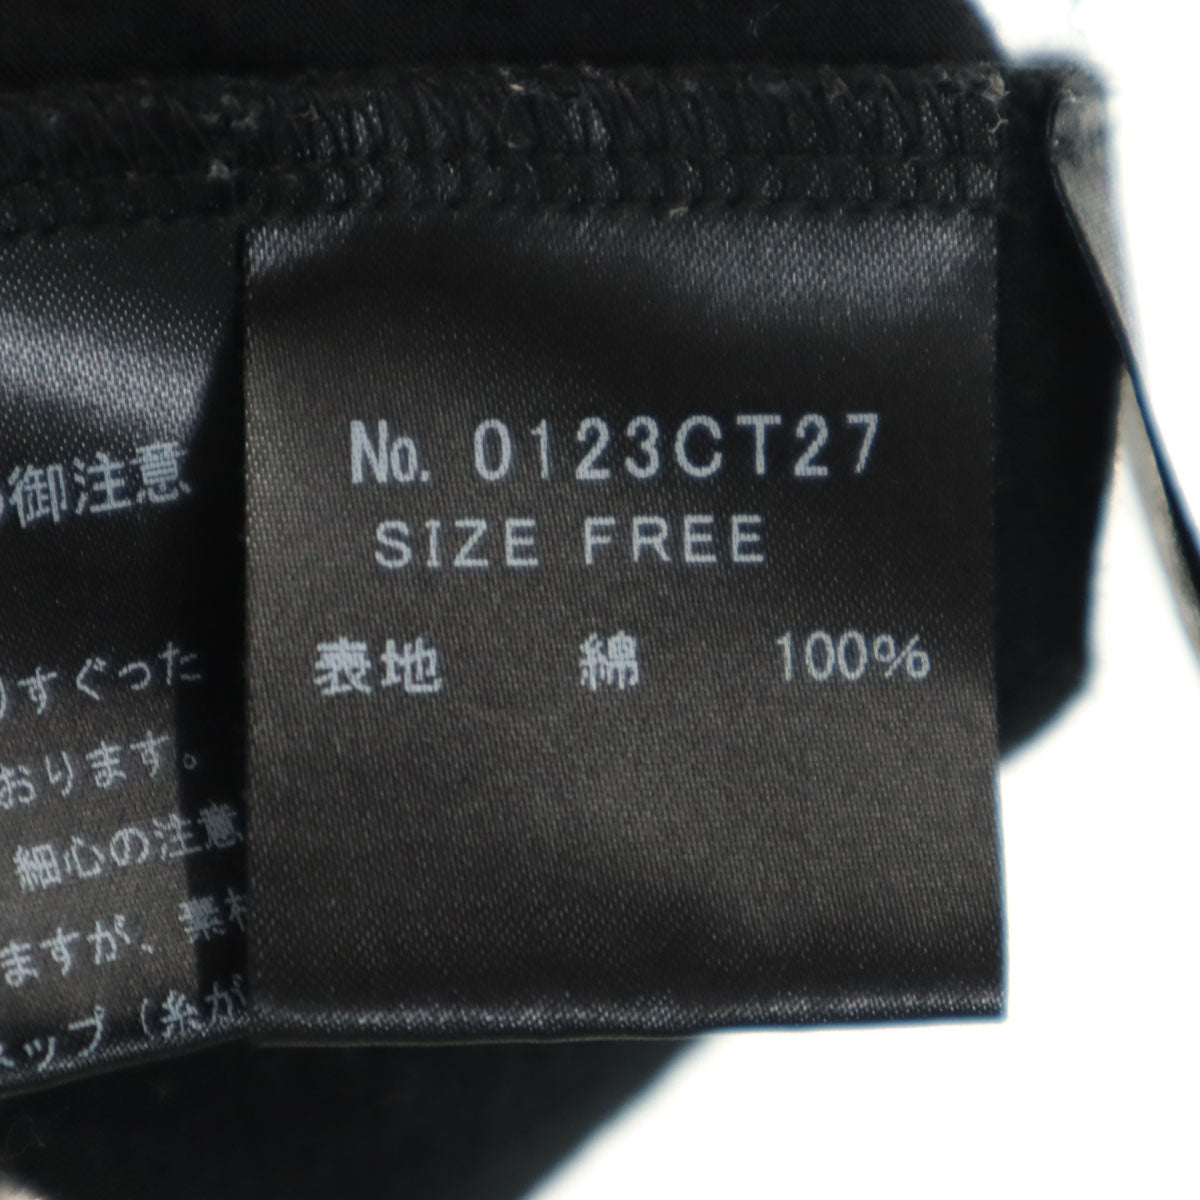 No. 0123CT27
SIZE FREE
表地 綿 100%
御注意
すぐった
おります。
細心の注意
ますが、素材
ップ（糸が